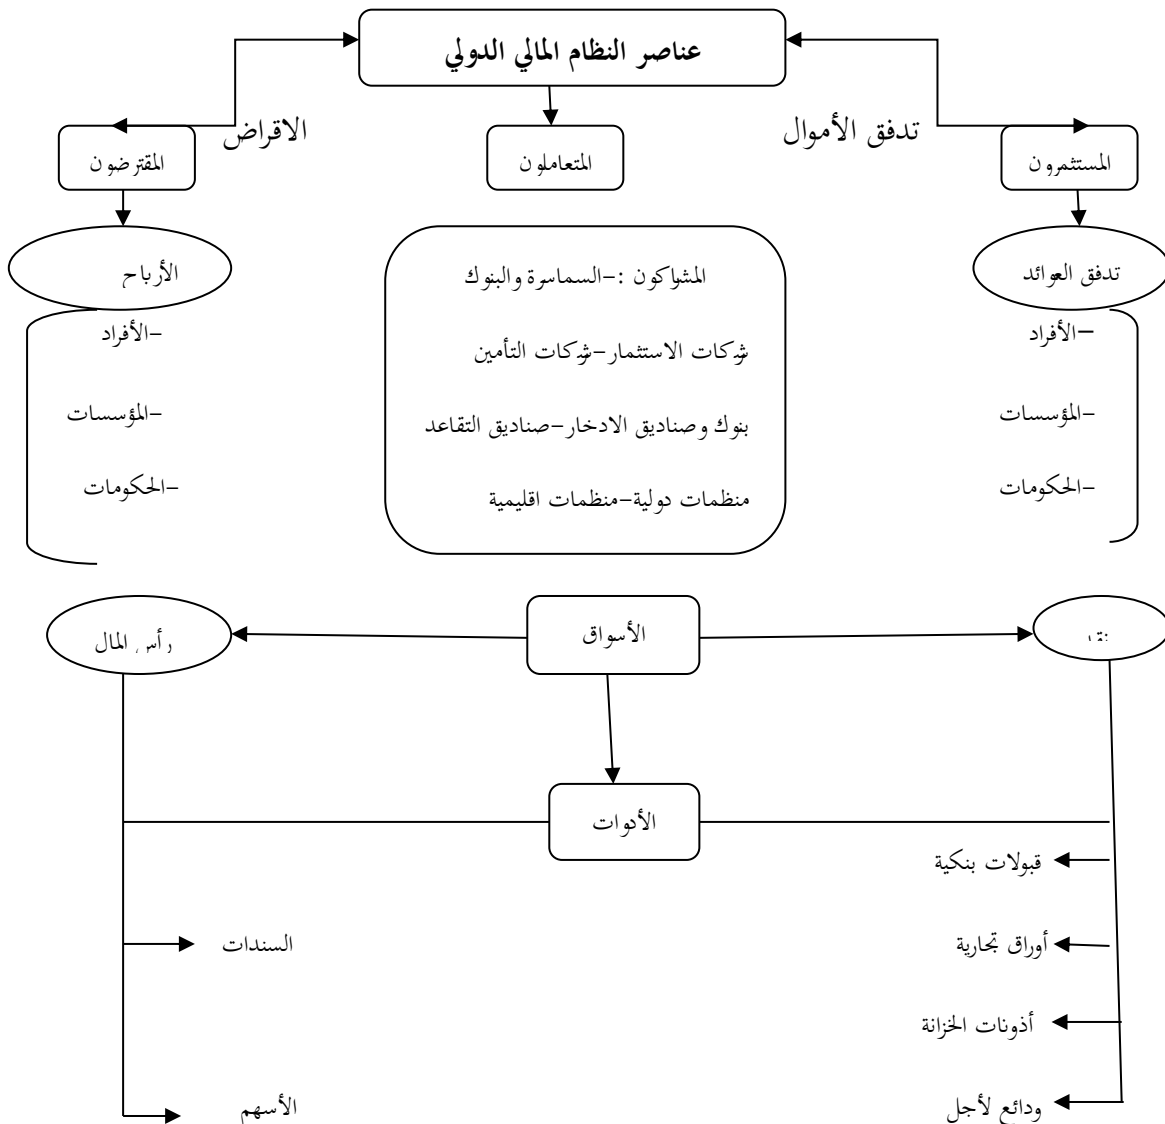 عناصر النظام المالي الدولي
تدفق الأموال
الاقراض
المستثمرون
المتعاملون
المقترضون
تدفق العوائد
المشاكون :-السماسرة والبنوك
الأرباح
-الأفراد
شركات الاستثمار-شركات التأمين
-الأفراد
-المؤسسات
بنوك وصناديق الادخار-صناديق التقاعد
-المؤسسات
-الحكومات
منظمات دولية-منظمات اقليمية
-الحكومات
الأسواق
رأس المال
الأدوات
قبولات بنكية
أوراق تجارية
السندات
أذونات الخزانة
ودائع لأجل
الأسهم